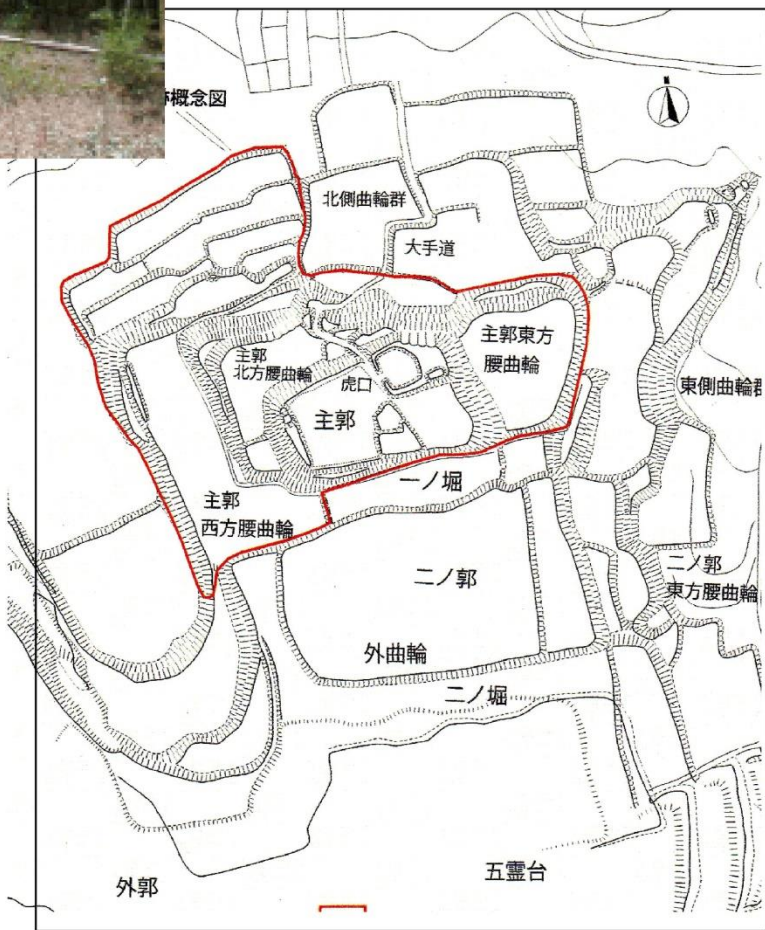 概念図
北側曲輪群
大手道
主郭東方
腰曲輪
主郭
北方腰曲輪
虎口
主郭
東側曲輪群
一ノ堀
主郭
西方腰曲輪
二ノ郭
二ノ郭
東方腰曲輪
外曲輪
二ノ堀
五霊台
外郭